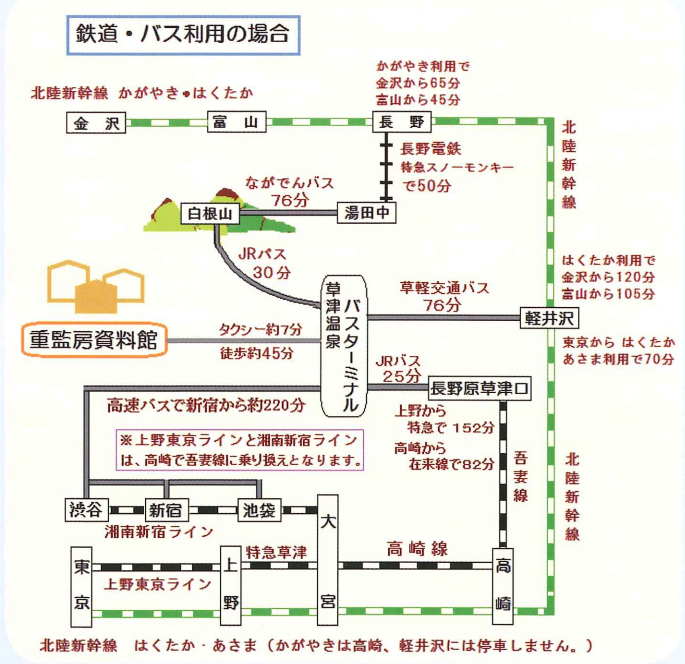 鉄道・バス利用の場合
かがやき利用で
金沢から65分
富山から45分
北陸新幹線 かがやき・はくたか
金沢
富山
長野
北陸新幹線
長野電鉄
特急スノーモンキー
で50分
ながでんバス
76分
白根山
湯田中
JRバス
30分
はくたか利用で
金沢から120分
富山から105分
草津温泉
バスターミナル
草軽交通バス
76分
軽井沢
重監房資料館
タクシー約7分
徒歩約45分
東京から はくたか
あさま利用で70分
JRバス
25分
長野原草津口
高速バスで新宿から約220分
上野から
特急で152分
高崎から
在来線で82分
※上野東京ラインと湘南新宿ライン
は、高崎で吾妻線に乗り換えとなります。
吾妻線
北陸新幹線
渋谷
新宿
池袋
大宮
湘南新宿ライン
東京
上野東京ライン
上野
特急草津
高崎線
高崎
北陸新幹線 はくたか・あさま（かがやきは高崎、軽井沢には停車しません。）